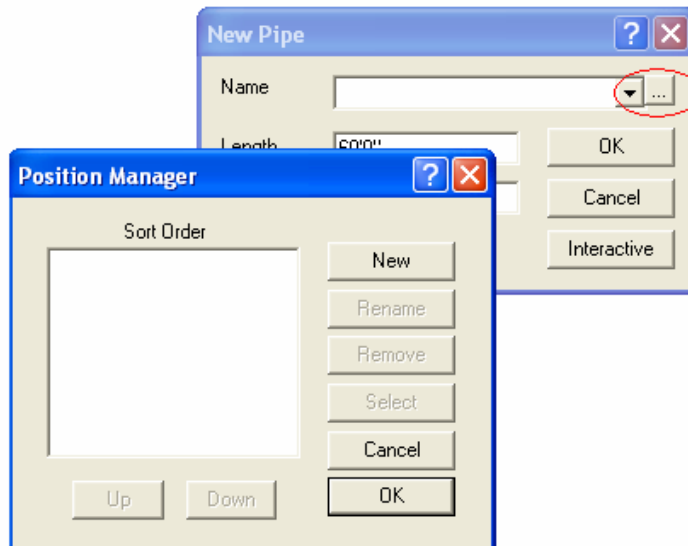 New Pipe
Name
...
Length 60'0"
OK
Cancel
Interactive
Position Manager
Sort Order
New
Rename
Remove
Select
Cancel
OK
Up Down